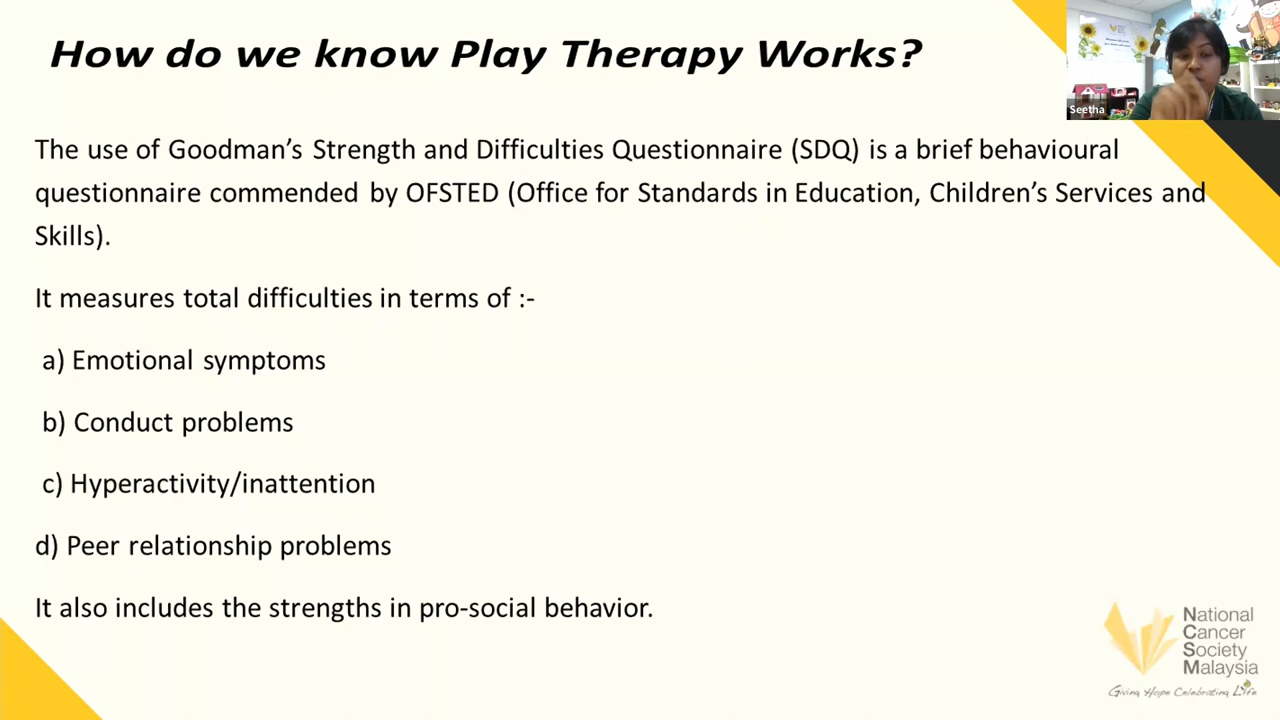 How do we know Play Therapy Works?
Seetha
The use of Goodman's Strength and Difficulties Questionnaire (SDQ) is a brief behavioural
questionnaire commended by OFSTED (Office for Standards in Education, Children's Services and
Skills).
It measures total difficulties in terms of :-
a) Emotional symptoms
b) Conduct problems
c) Hyperactivity/inattention
d) Peer relationship problems
It also includes the strengths in pro-social behavior.
National
Cancer
Society
Malaysia
Giving Hope Celebrating Life